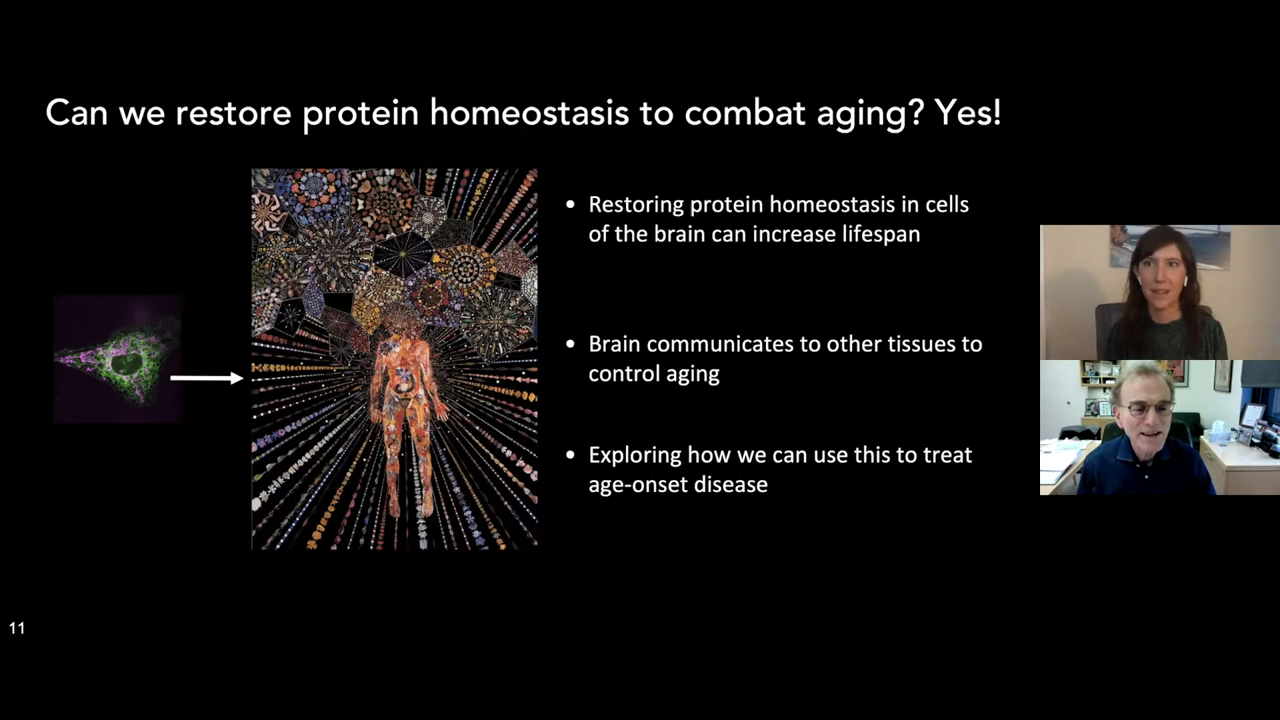 Can we restore protein homeostasis to combat aging? Yes!
• Restoring protein homeostasis in cells
of the brain can increase lifespan
• Brain communicates to other tissues to
control aging
• Exploring how we can use this to treat
age-onset disease
11